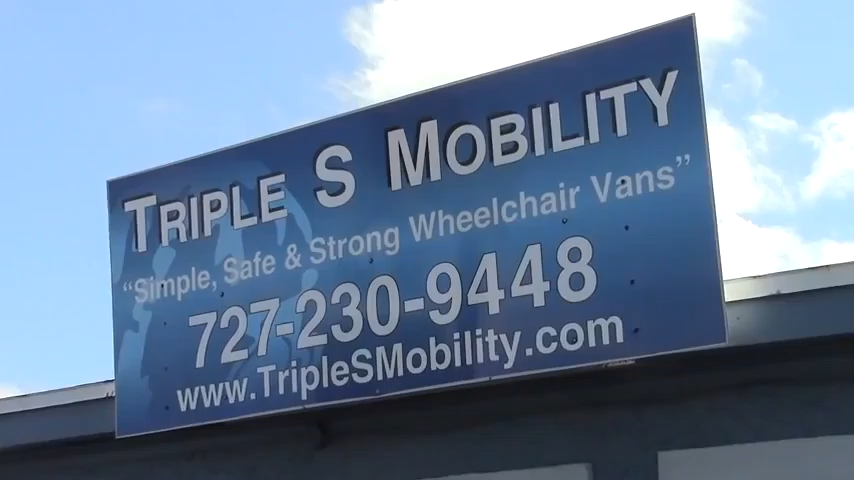 TRIPLE S MOBILITY
“Simple, Safe & Strong Wheelchair Vans”
727-230-9448
www.TripleSMobility.com